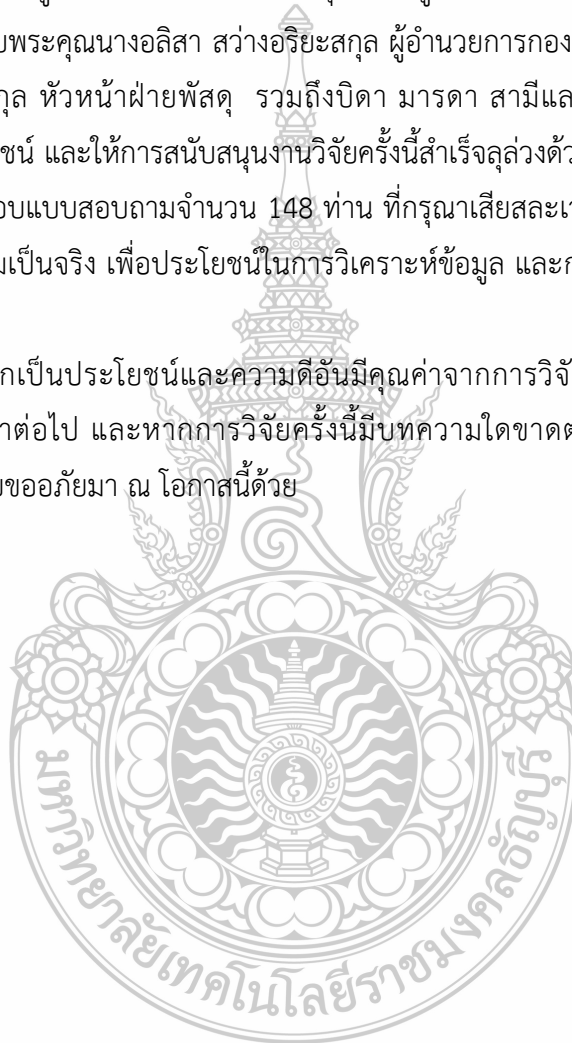 บพระคุณนางอลิสา สว่างอริยะสกุล ผู้อำนวยการกอง
กุล หัวหน้าฝ่ายพัสดุ รวมถึงบิดา มารดา สามีแล
ชน์ และให้การสนับสนุนงานวิจัยครั้งนี้สำเร็จลุล่วงด้ว
อบแบบสอบถามจำนวน 148 ท่าน ที่กรุณาเสียสละเว
มเป็นจริง เพื่อประโยชน์ในการวิเคราะห์ข้อมูล และก
กเป็นประโยชน์และความดีอันมีคุณค่าจากการวิจั
าต่อไป และหากการวิจัยครั้งนี้มีบทความใดขาดต
ขออภัยมา ณ โอกาสนี้ด้วย
มหาวิทยาลัยเทคโนโลยีราชมงคลธัญบุรี